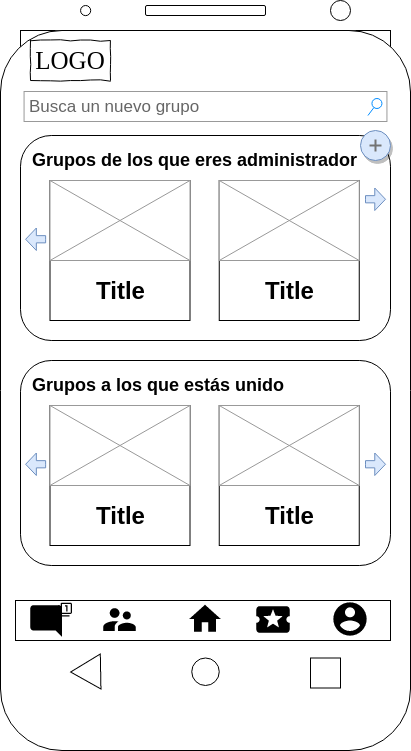 LOGO
Busca un nuevo grupo
Grupos de los que eres administrador
Title Title
Grupos a los que estás unido
Title Title
1